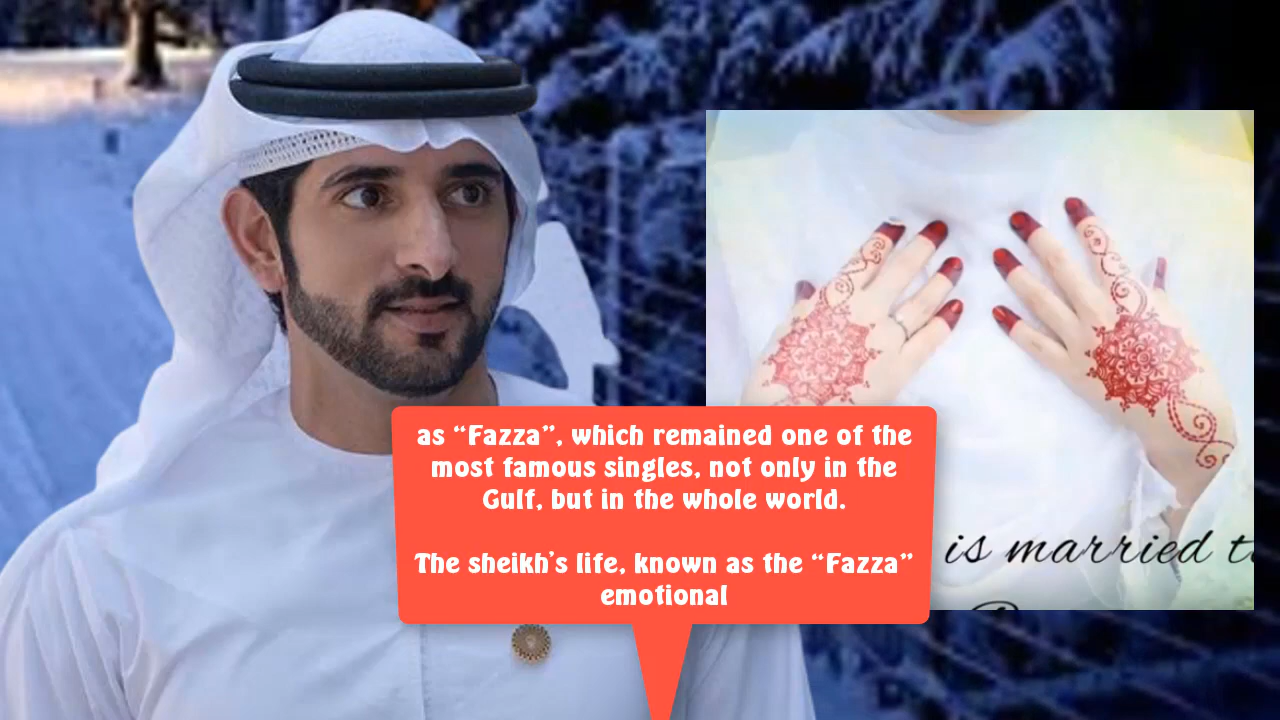 as “Fazza”, which remained one of the
most famous singles, not only in the
Gulf, but in the whole world.
The sheikh’s life, known as the “Fazza”
emotional
is married